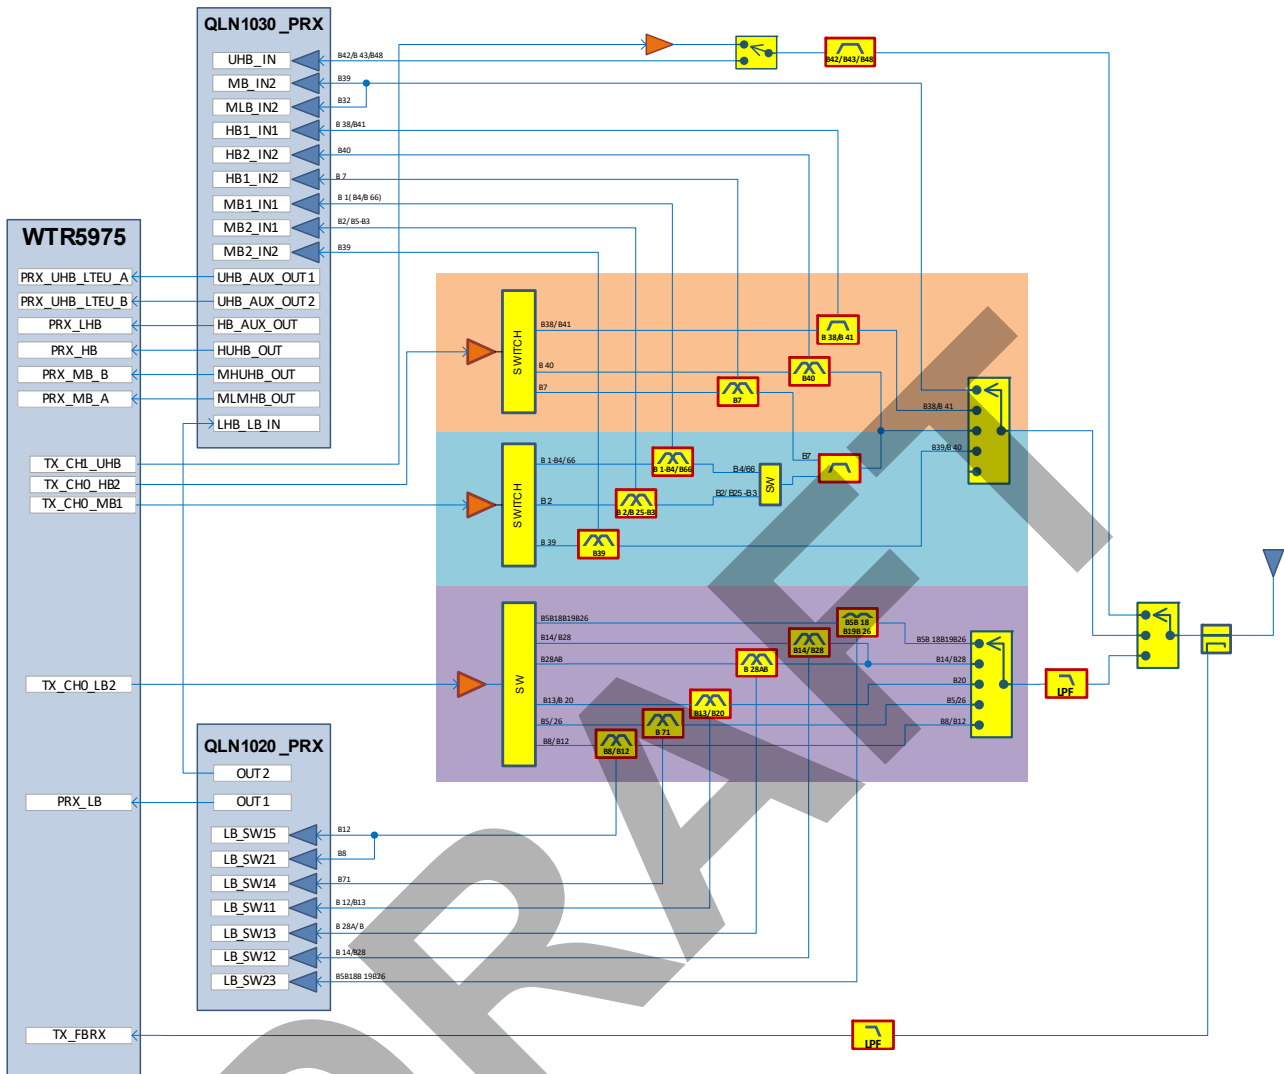 QLN1030_PRX
UHB_IN
MB_IN2
MLB_IN2
HB1_IN1
HB2_IN2
HB1_IN2
MB1_IN1
MB2_IN1
MB2_IN2
UHB_AUX_OUT1
UHB_AUX_OUT2
HB_AUX_OUT
HUHB_OUT
MHUHB_OUT
MLMHB_OUT
LHB_LB_IN
B42/B43/B48
B39
B32
B38/B41
B40
B7
B1(B4/B66)
B2/B5-B3
B39
B42/B43/B48
WTR5975
PRX_UHB_LTEU_A
PRX_UHB_LTEU_B
PRX_LHB
PRX_HB
PRX_MB_B
PRX_MB_A
TX_CH1_UHB
TX_CH0_HB2
TX_CH0_MB1
TX_CH0_LB2
PRX_LB
TX_FBRX
SWITCH
B38/B41
B40
B7
B38/B41
B40
B7
B38/B41
B39/B40
SWITCH
B1-B4/66
B2
B39
B1-B4/B66
B2/B25-B3
B39
B4/66
B2/B25-B3
SW
B7
SW
B5B18B19B26
B14/B28
B28AB
B13/B20
B5/26
B8/B12
B5B18
B19B26
B14/B28
B28AB
B13/B20
B71
B8/B12
B5B18B19B26
B14/B28
B20
B5/26
B8/B12
LPF
QLN1020_PRX
OUT2
OUT1
LB_SW15
LB_SW21
LB_SW14
LB_SW11
LB_SW13
LB_SW12
LB_SW23
B12
B8
B71
B12/B13
B28A/B
B14/B28
B5B18B19B26
LPF
DRAFT